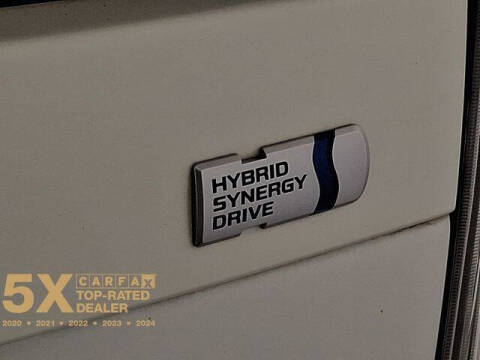 HYBRID
SYNERGY
DRIVE
5X CARFAX
TOP-RATED
DEALER
2020 • 2021 • 2022 • 2023 • 2024